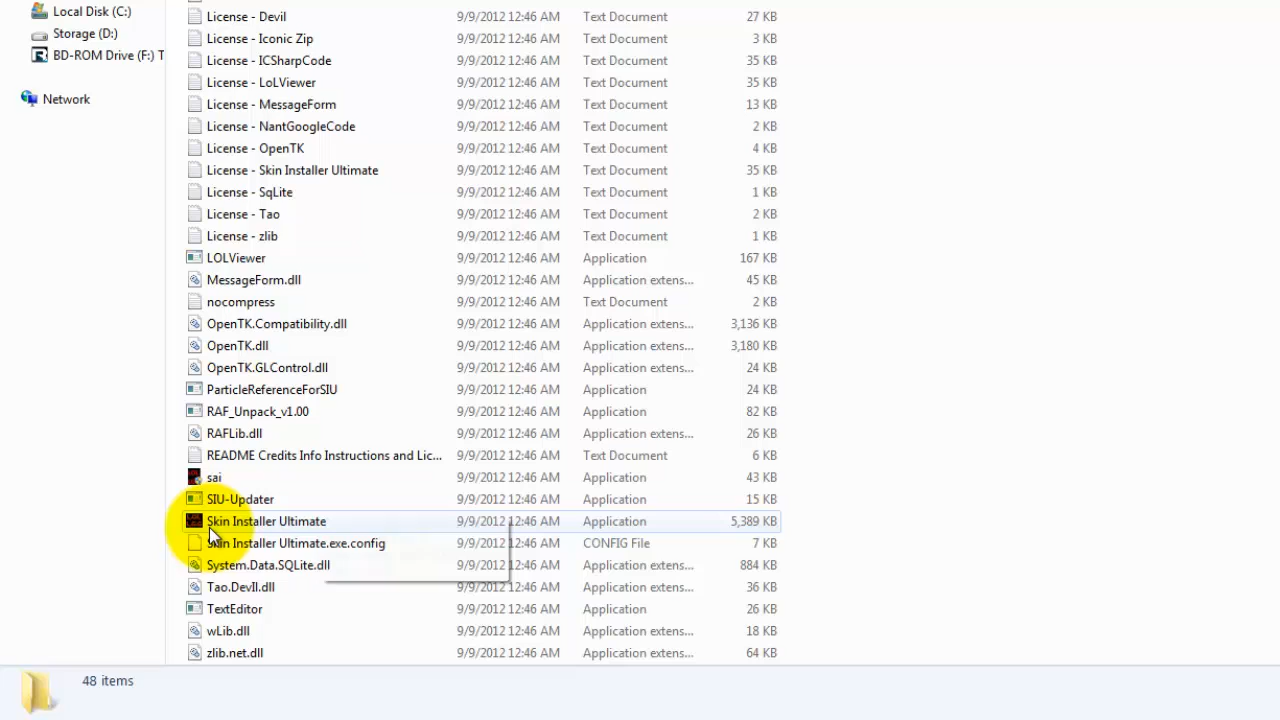 Local Disk (C:)
Storage (D:)
BD-ROM Drive (F:) T
Network
License - Devil 9/9/2012 12:46 AM Text Document 27 KB
License - Iconic Zip 9/9/2012 12:46 AM Text Document 3 KB
License - ICSharpCode 9/9/2012 12:46 AM Text Document 35 KB
License - LoLViewer 9/9/2012 12:46 AM Text Document 35 KB
License - MessageForm 9/9/2012 12:46 AM Text Document 13 KB
License - NantGoogleCode 9/9/2012 12:46 AM Text Document 2 KB
License - OpenTK 9/9/2012 12:46 AM Text Document 4 KB
License - Skin Installer Ultimate 9/9/2012 12:46 AM Text Document 35 KB
License - SqLite 9/9/2012 12:46 AM Text Document 1 KB
License - Tao 9/9/2012 12:46 AM Text Document 2 KB
License - zlib 9/9/2012 12:46 AM Text Document 1 KB
LOLViewer 9/9/2012 12:46 AM Application 167 KB
MessageForm.dll 9/9/2012 12:46 AM Application extens... 45 KB
nocompress 9/9/2012 12:46 AM Text Document 2 KB
OpenTK.Compatibility.dll 9/9/2012 12:46 AM Application extens... 3,136 KB
OpenTK.dll 9/9/2012 12:46 AM Application extens... 3,180 KB
OpenTK.GLControl.dll 9/9/2012 12:46 AM Application extens... 24 KB
ParticleReferenceForSIU 9/9/2012 12:46 AM Application 24 KB
RAF_Unpack_v1.00 9/9/2012 12:46 AM Application 82 KB
RAFLib.dll 9/9/2012 12:46 AM Application extens... 26 KB
README Credits Info Instructions and Lic... 9/9/2012 12:46 AM Text Document 6 KB
sai 9/9/2012 12:46 AM Application 43 KB
SIU-Updater 9/9/2012 12:46 AM Application 15 KB
Skin Installer Ultimate 9/9/2012 12:46 AM Application 5,389 KB
Skin Installer Ultimate.exe.config 9/9/2012 12:46 AM CONFIG File 7 KB
System.Data.SQLite.dll 9/9/2012 12:46 AM Application extens... 884 KB
Tao.DevIl.dll 9/9/2012 12:46 AM Application extens... 36 KB
TextEditor 9/9/2012 12:46 AM Application 26 KB
wLib.dll 9/9/2012 12:46 AM Application extens... 18 KB
zlib.net.dll 9/9/2012 12:46 AM Application extens... 64 KB
48 items